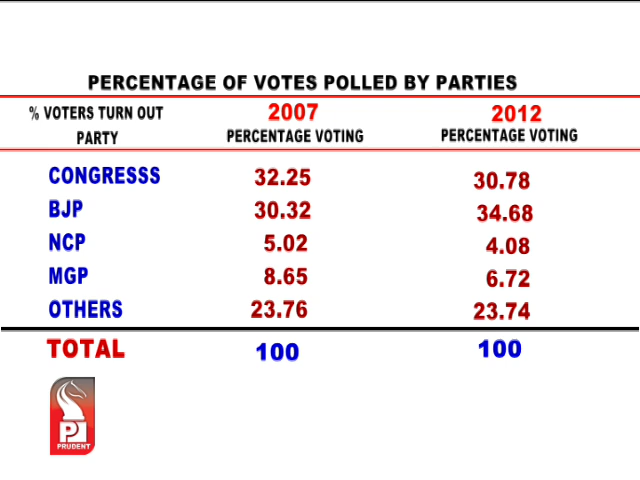 PERCENTAGE OF VOTES POLLED BY PARTIES
% VOTERS TURN OUT 2007 2012
PARTY PERCENTAGE VOTING PERCENTAGE VOTING
CONGRESSS 32.25 30.78
BJP 30.32 34.68
NCP 5.02 4.08
MGP 8.65 6.72
OTHERS 23.76 23.74
TOTAL 100 100
P
PRUDENT